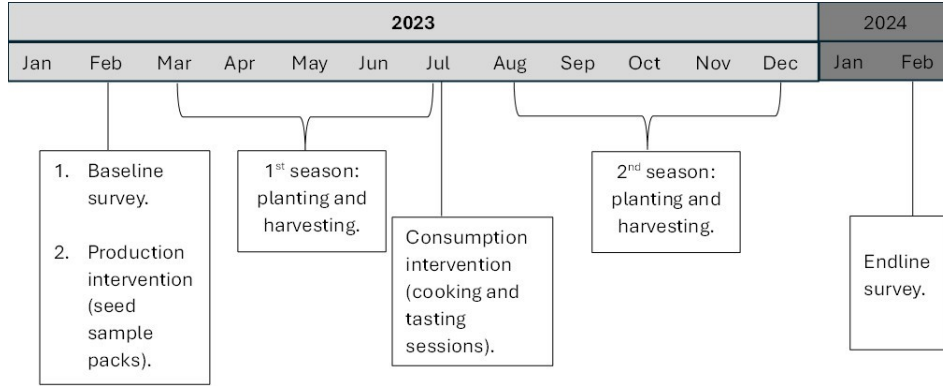 2023 2024
Jan Feb Mar Apr May Jun Jul Aug Sep Oct Nov Dec Jan Feb
1. Baseline
survey.
2. Production
intervention
(seed
sample
packs).
1st season:
planting and
harvesting.
Consumption
intervention
(cooking and
tasting
sessions).
2nd season:
planting and
harvesting.
Endline
survey.